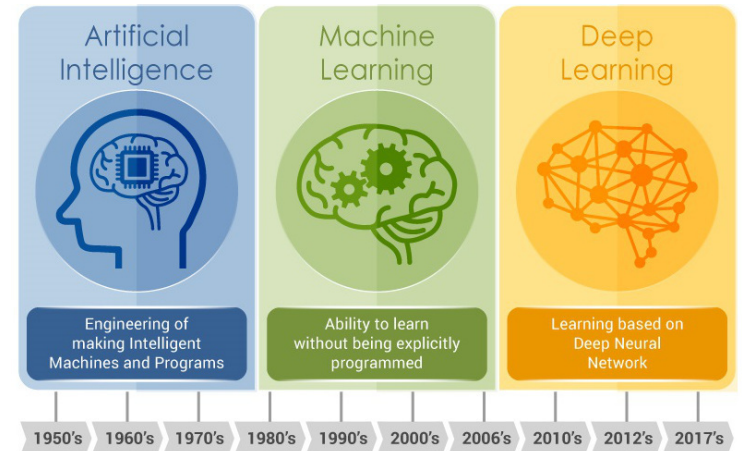 Artificial
Intelligence
Machine
Learning
Deep
Learning
Engineering of
making Intelligent
Machines and Programs
Ability to learn
without being explicitly
programmed
Learning based on
Deep Neural
Network
1950's
1960's
1970's
1980's
1990's
2000's
2006's
2010's
2012's
2017's